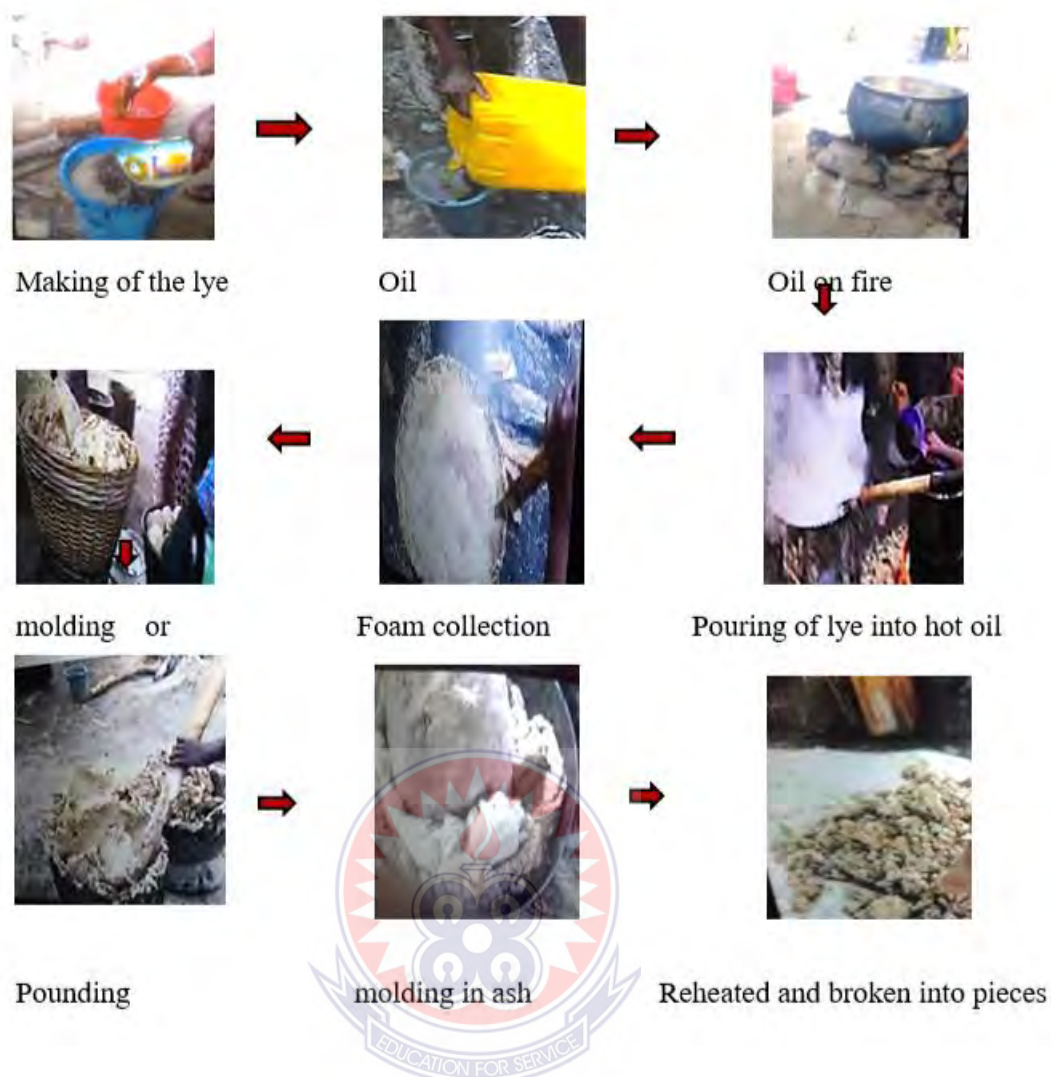 Making of the lye
Oil
Oil on fire
molding or
Foam collection
Pouring of lye into hot oil
Pounding
molding in ash
Reheated and broken into pieces
EDUCATION FOR SERVICE